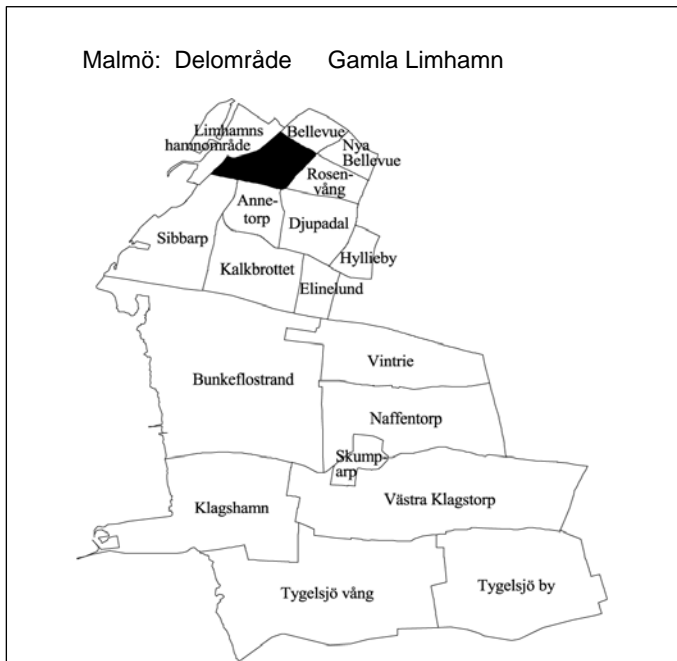 Malmö: Delområde Gamla Limhamn
Limhamns
hamnområde
Bellevue
Nya
Bellevue
Rosen-
vång
Anne-
torp
Djupadal
Sibbarp
Hyllieby
Kalkbrottet
Elinelund
Vintrie
Bunkeflostrand
Naffentorp
Skump-
arp
Västra Klagstorp
Klagshamn
Tygelsjö vång
Tygelsjö by